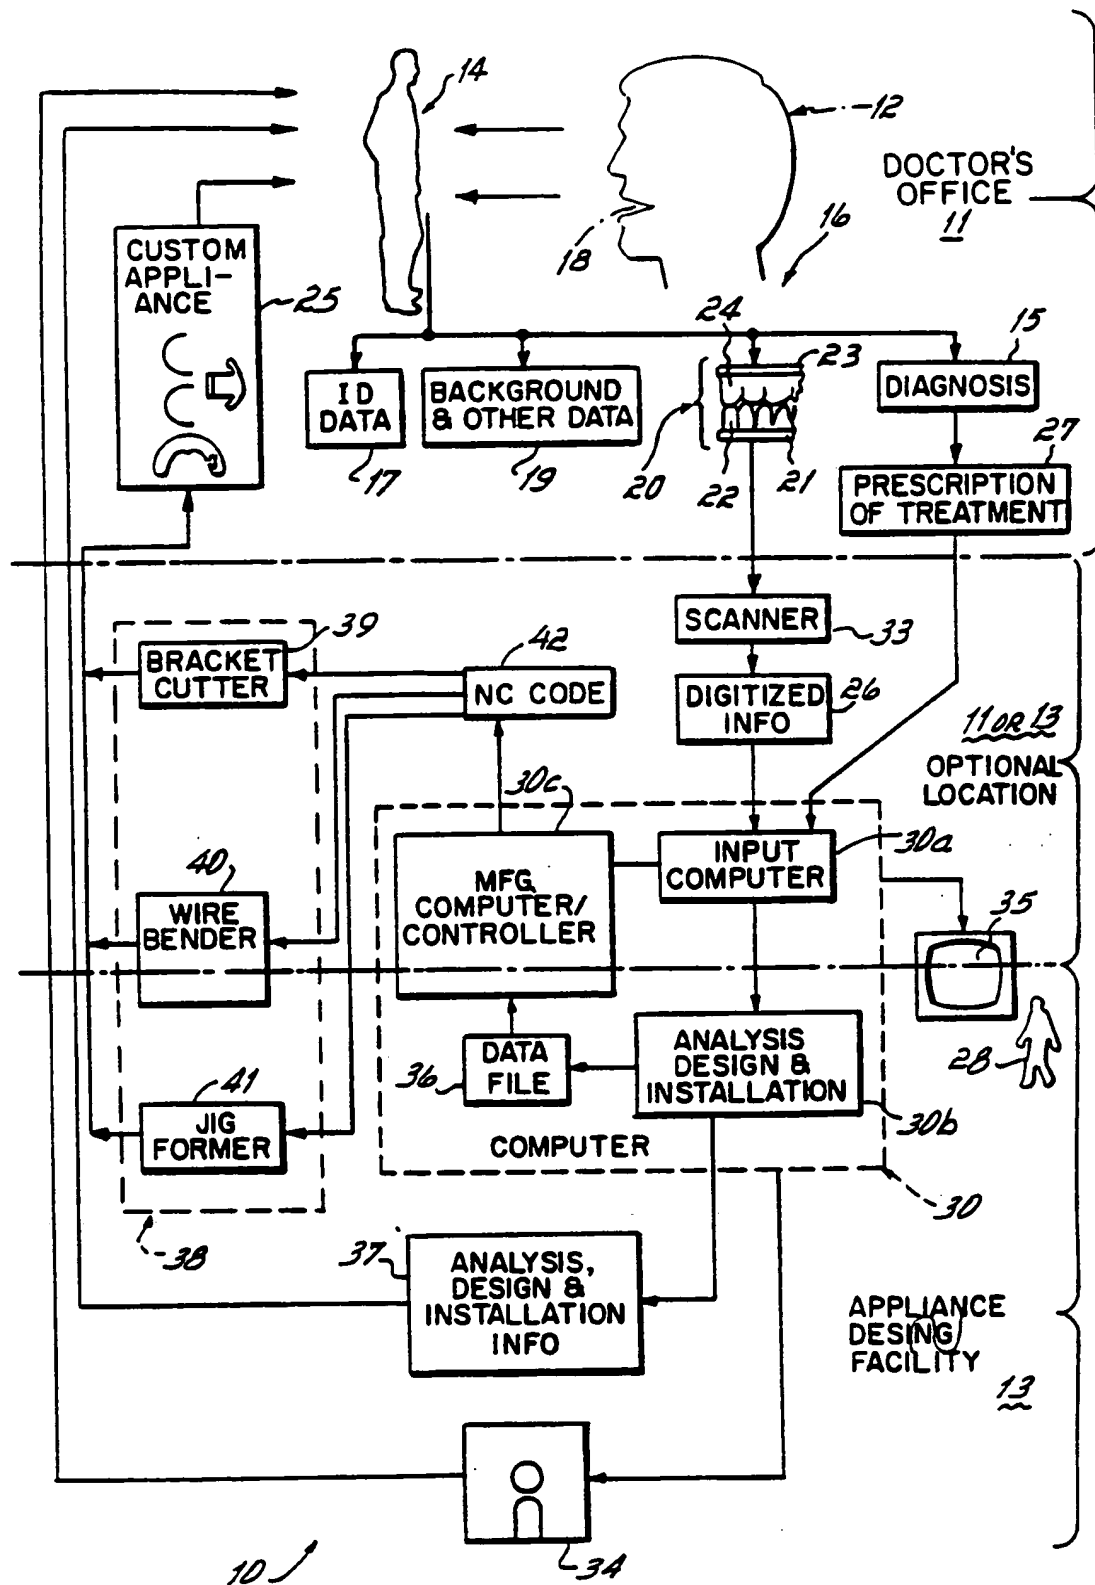 14
12
DOCTOR'S
OFFICE
11
16
18
CUSTOM
APPLI-
ANCE
25
24
23
15
ID
DATA
17
BACKGROUND
& OTHER DATA
19
20
22
21
DIAGNOSIS
27
PRESCRIPTION
OF TREATMENT
SCANNER
33
39
BRACKET
CUTTER
42
NC CODE
DIGITIZED
INFO
26
11 OR 13
OPTIONAL
LOCATION
30c
MFG.
COMPUTER/
CONTROLLER
INPUT
COMPUTER
30a
40
WIRE
BENDER
35
28
DATA
FILE
36
ANALYSIS
DESIGN &
INSTALLATION
30b
41
JIG
FORMER
COMPUTER
30
38
37
ANALYSIS,
DESIGN &
INSTALLATION
INFO
APPLIANCE
DESING
FACILITY
13
34
10